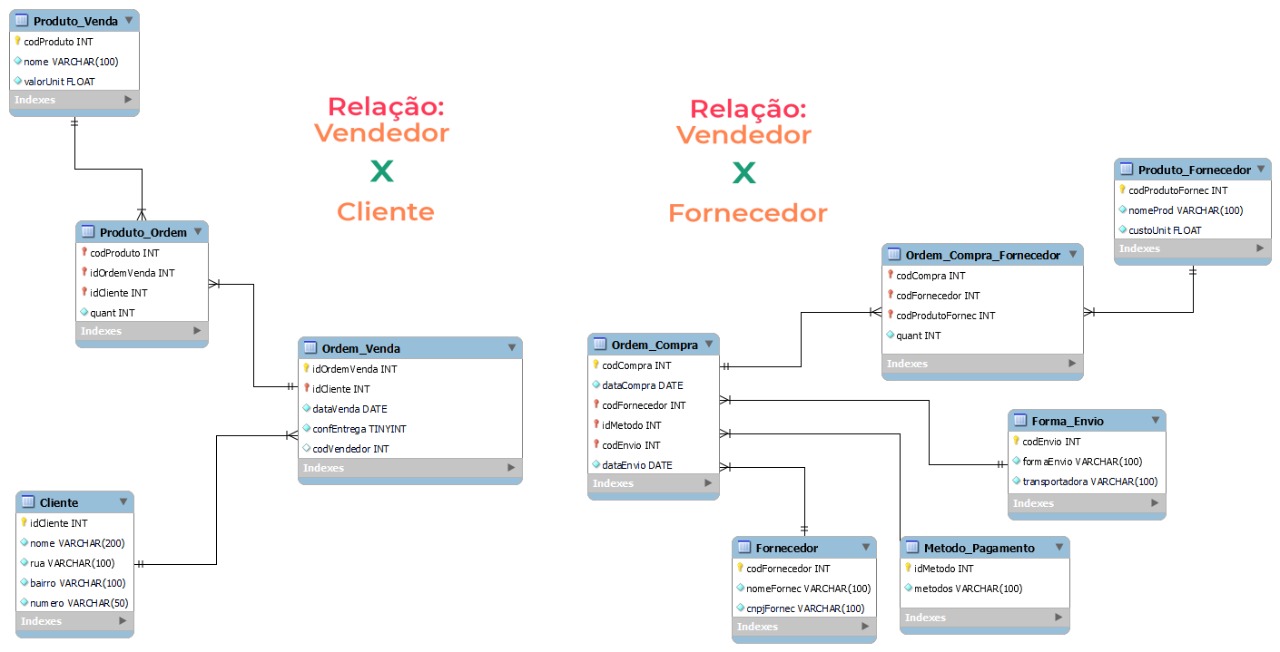 Produto_Venda
codProduto INT
nome VARCHAR(100)
valorUnit FLOAT
Indexes
Relação:
Vendedor
X
Cliente
Relação:
Vendedor
X
Fornecedor
Produto_Ordem
codProduto INT
idOrdemVenda INT
idCliente INT
quant INT
Indexes
Ordem_Venda
idOrdemVenda INT
idCliente INT
dataVenda DATE
confEntrega TINYINT
codVendedor INT
Indexes
Cliente
idCliente INT
nome VARCHAR(200)
rua VARCHAR(100)
bairro VARCHAR(100)
numero VARCHAR(50)
Indexes
Produto_Fornecedor
codProdutoFornec INT
nomeProd VARCHAR(100)
custoUnit FLOAT
Indexes
Ordem_Compra_Fornecedor
codCompra INT
codFornecedor INT
codProdutoFornec INT
quant INT
Indexes
Ordem_Compra
codCompra INT
dataCompra DATE
codFornecedor INT
idMetodo INT
codEnvio INT
dataEnvio DATE
Indexes
Forma_Envio
codEnvio INT
formaEnvio VARCHAR(100)
transportadora VARCHAR(100)
Indexes
Fornecedor
codFornecedor INT
nomeFornec VARCHAR(100)
cnpjFornec VARCHAR(100)
Indexes
Metodo_Pagamento
idMetodo INT
metodos VARCHAR(100)
Indexes